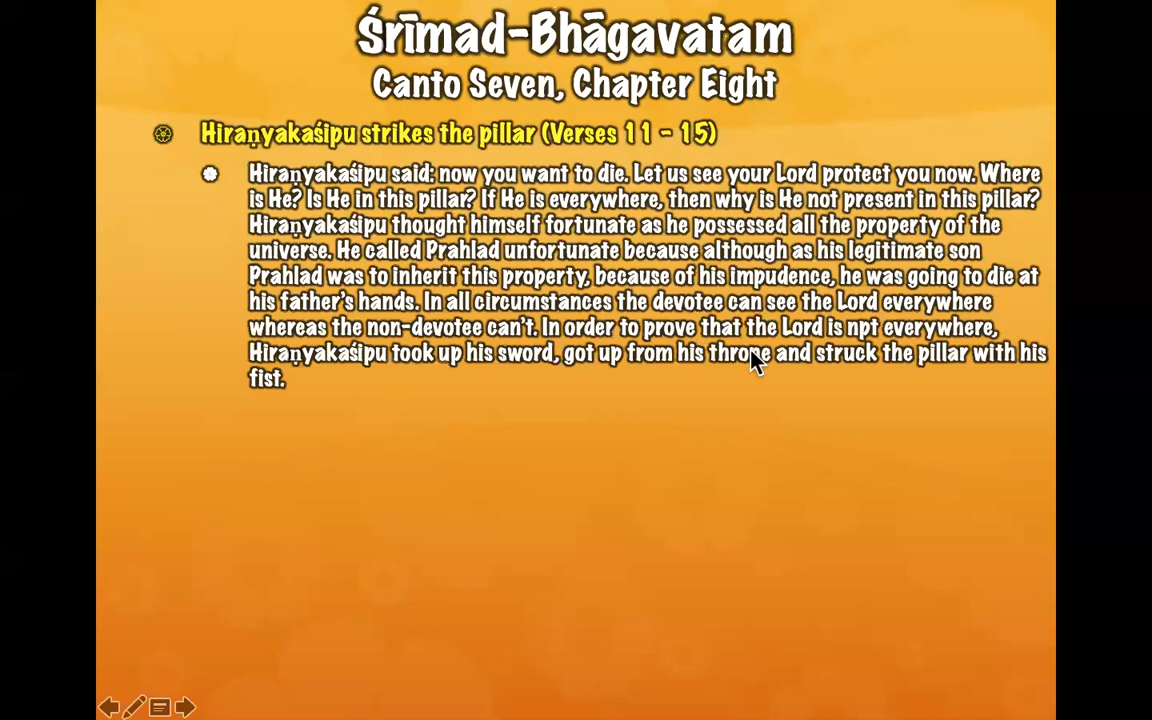 Śrīmad-Bhāgavatam
Canto Seven, Chapter Eight
Hiraṇyakaśipu strikes the pillar (Verses 11 - 15)
Hiraṇyakaśipu said: now you want to die. Let us see your Lord protect you now. Where
is He? Is He in this pillar? If He is everywhere, then why is He not present in this pillar?
Hiraṇyakaśipu thought himself fortunate as he possessed all the property of the
universe. He called Prahlad unfortunate because although as his legitimate son
Prahlad was to inherit this property, because of his impudence, he was going to die at
his father's hands. In all circumstances the devotee can see the Lord everywhere
whereas the non-devotee can't. In order to prove that the Lord is npt everywhere,
Hiraṇyakaśipu took up his sword, got up from his throne and struck the pillar with his
fist.